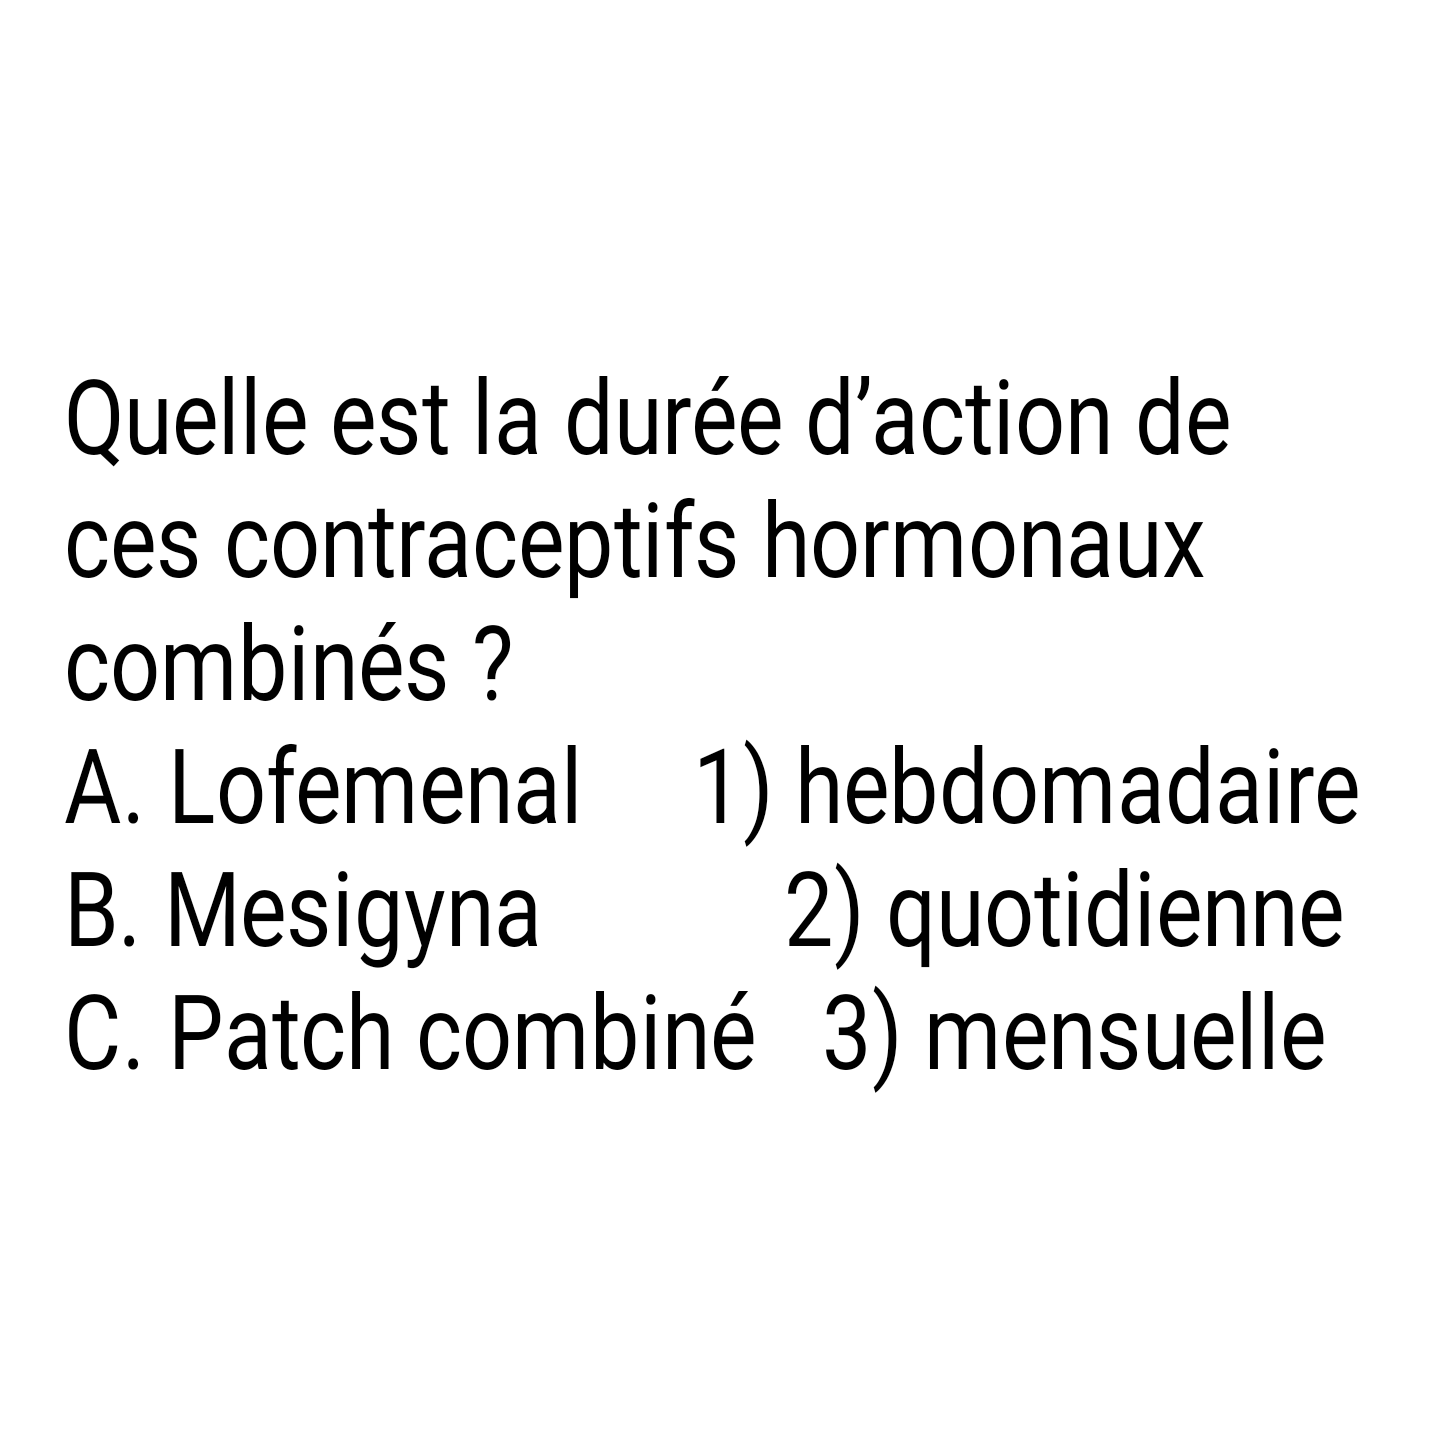 Quelle est la durée d’action de
ces contraceptifs hormonaux
combinés ?
A. Lofemenal 1) hebdomadaire
B. Mesigyna 2) quotidienne
C. Patch combiné 3) mensuelle